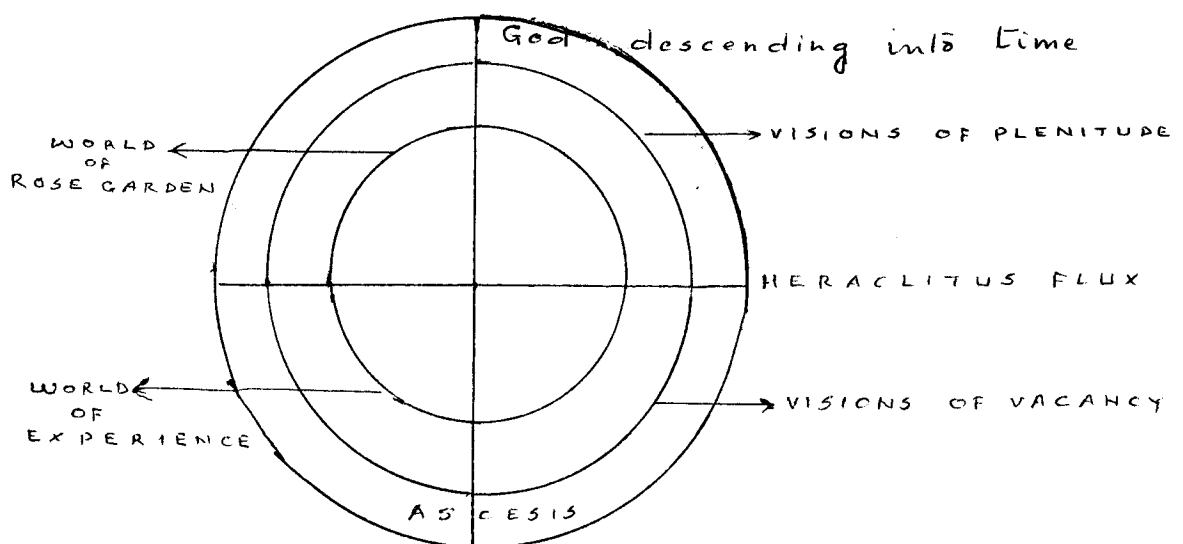 God descending into time
VISIONS OF PLENITUDE
WORLD
OF
ROSE GARDEN
HERACLITUS FLUX
WORLD
OF
EXPERIENCE
VISIONS OF VACANCY
ASCESIS